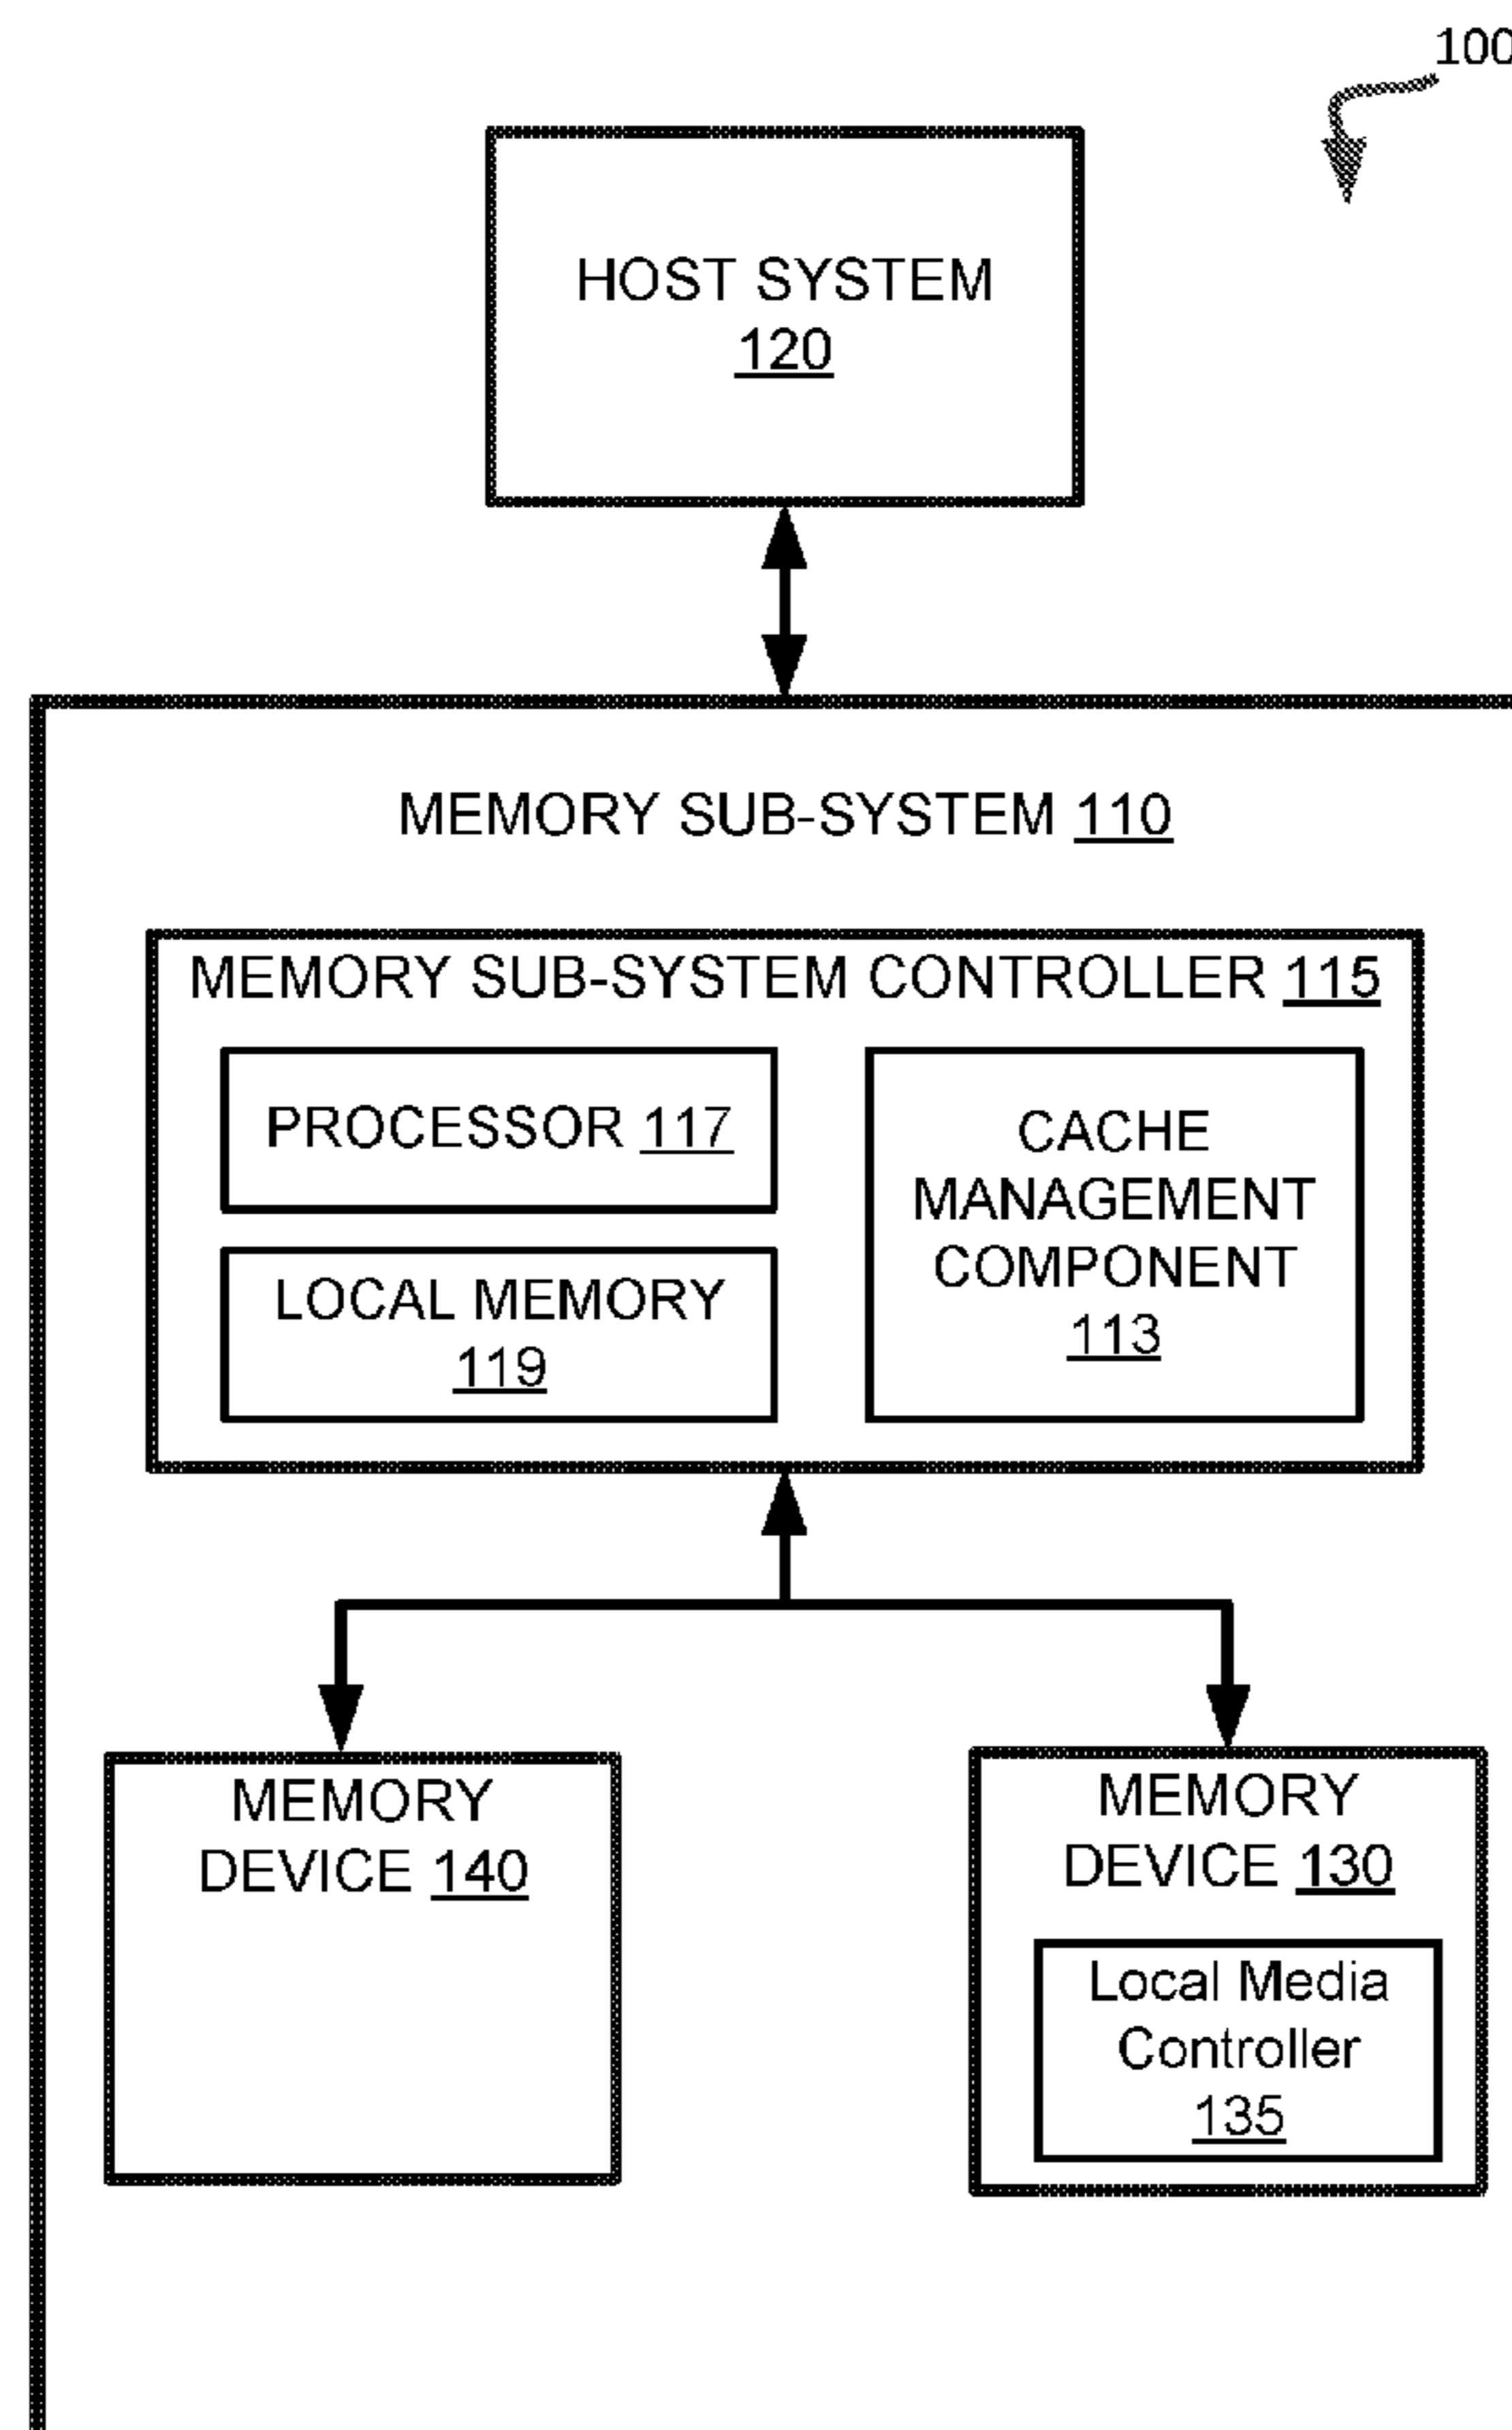 100
HOST SYSTEM
120
MEMORY SUB-SYSTEM 110
MEMORY SUB-SYSTEM CONTROLLER 115
PROCESSOR 117
LOCAL MEMORY
119
CACHE
MANAGEMENT
COMPONENT
113
MEMORY
DEVICE 140
MEMORY
DEVICE 130
Local Media
Controller
135